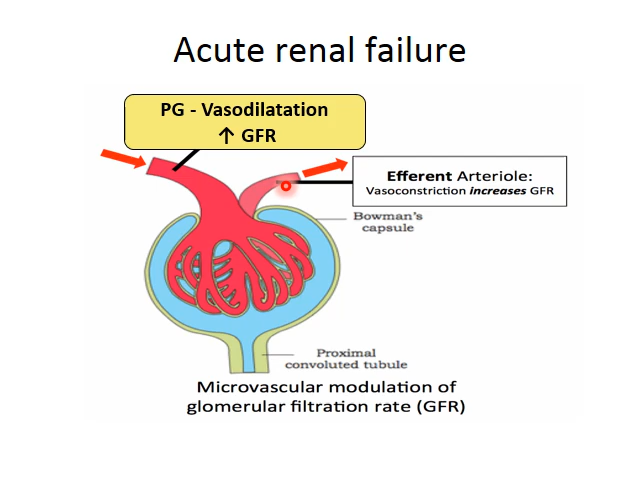 Acute renal failure
PG - Vasodilatation
↑ GFR
Efferent Arteriole:
Vasoconstriction increases GFR
Bowman's
capsule
Proximal
convoluted tubule
Microvascular modulation of
glomerular filtration rate (GFR)